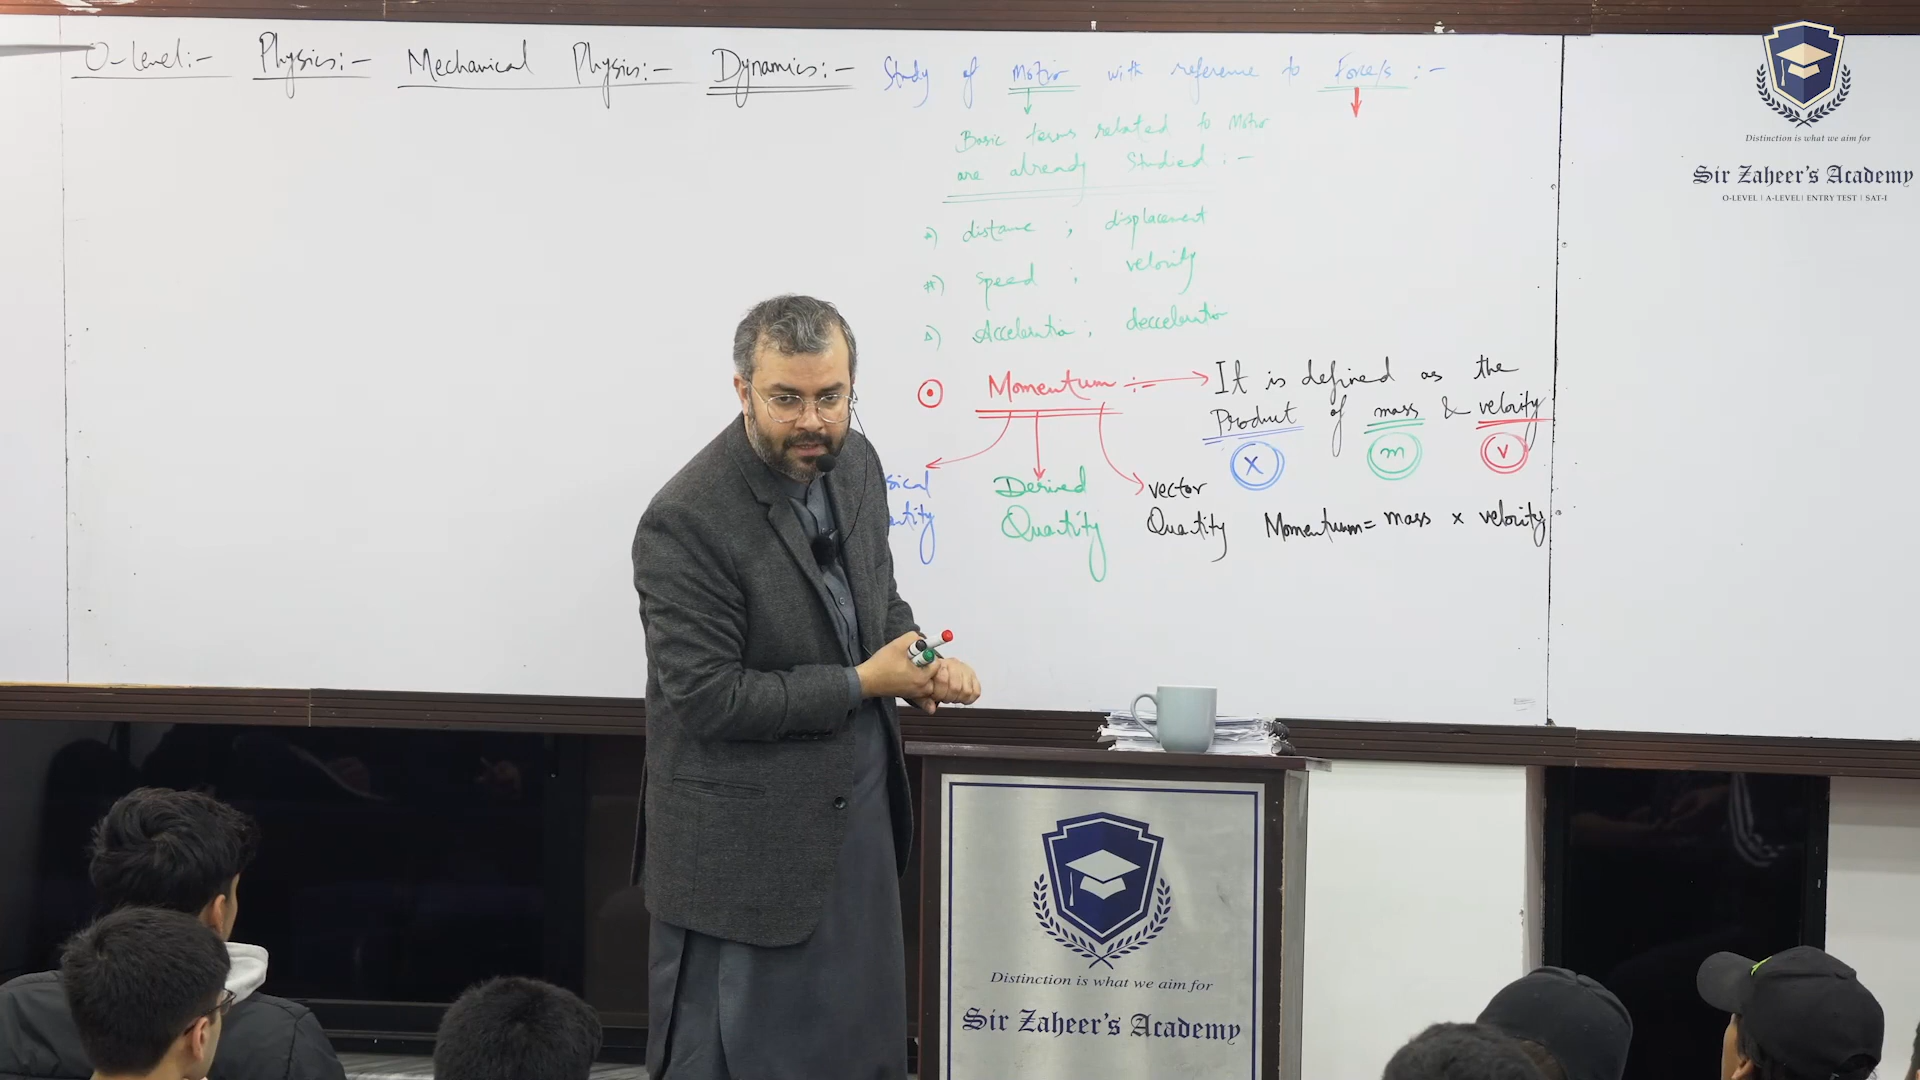 O-level:- Physics:- Mechanical Physics:- Dynamics:- Study of Motion with reference to Force/s :-
Basic terms related to Motion
are already Studied :-
distance ; displacement
#) speed ; velocity
Acceleration ; decceleration
Momentum :- It is defined as the
Product of mass & velocity
x m v
sical Derived vector
antity Quantity Quantity Momentum = mass x velocity
Distinction is what we aim for
Sir Zaheer's Academy
O-LEVEL | A-LEVEL | ENTRY TEST | SAT-I
Distinction is what we aim for
Sir Zaheer's Academy